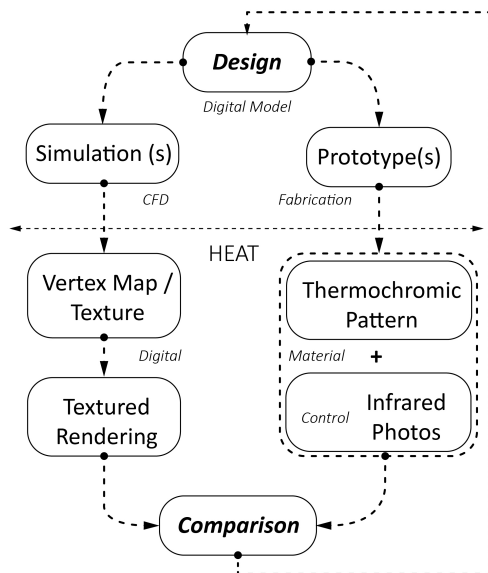 Design
Digital Model
Simulation (s)
Prototype(s)
CFD
Fabrication
HEAT
Vertex Map /
Texture
Thermochromic
Pattern
Digital
Material +
Textured
Rendering
Control
Infrared
Photos
Comparison